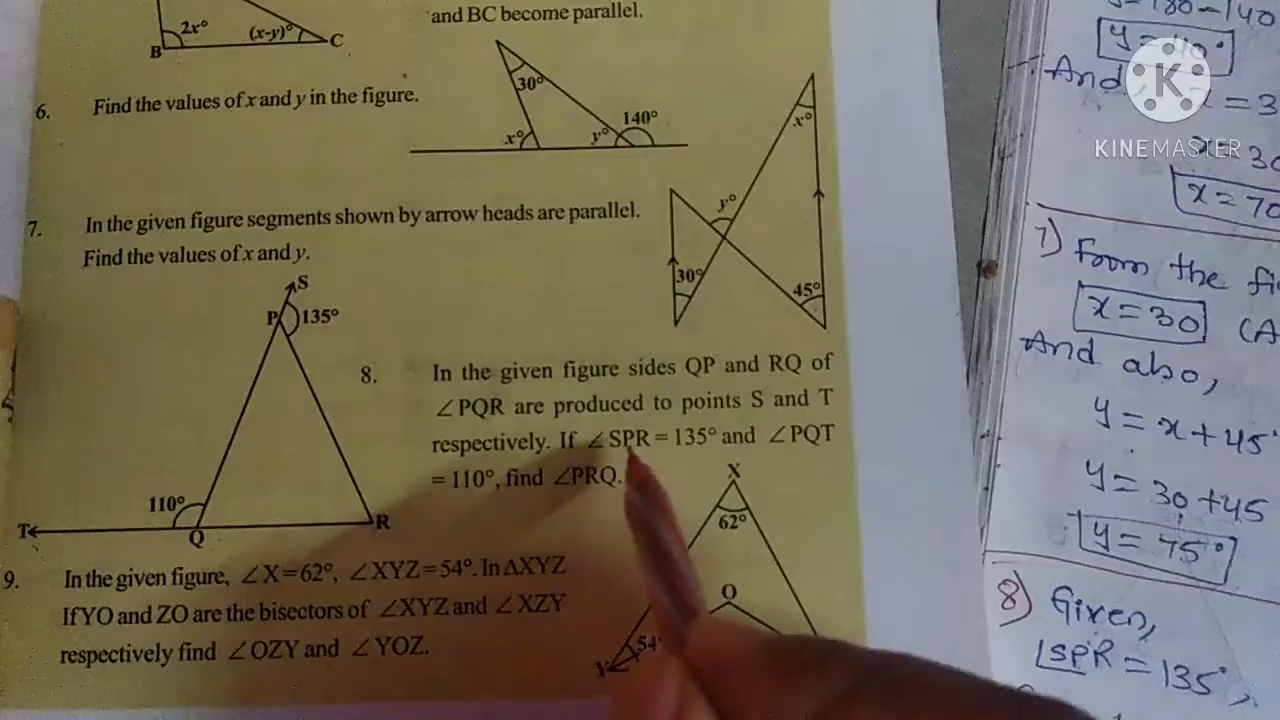 and BC become parallel.
2x°
(x-y)°
B
C
6. Find the values of x and y in the figure.
30°
x°
y°
140°
7. In the given figure segments shown by arrow heads are parallel.
Find the values of x and y.
x°
y°
30°
45°
S
P
135°
110°
T
Q
R
8. In the given figure sides QP and RQ of
∠PQR are produced to points S and T
respectively. If ∠SPR = 135° and ∠PQT
= 110°, find ∠PRQ.
9. In the given figure, ∠X=62°, ∠XYZ=54°. In ΔXYZ
If YO and ZO are the bisectors of ∠XYZ and ∠XZY
respectively find ∠OZY and ∠YOZ.
X
62°
O
54°
Y
K
KINEMASTER
And
x = 70
7) From the
x = 30
And also,
y = x + 45
y = 30 + 45
y = 75°
8) Given,
∠SPR = 135°,